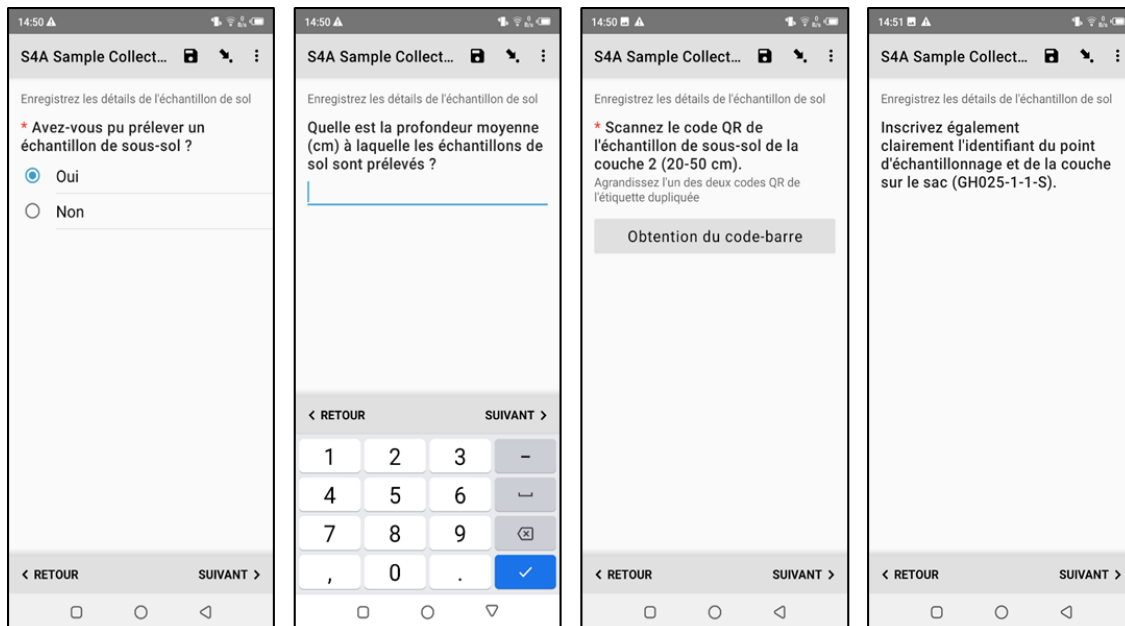 14:50
S4A Sample Collect...
Enregistrez les détails de l'échantillon de sol
* Avez-vous pu prélever un
échantillon de sous-sol ?
Oui
Non
< RETOUR
SUIVANT >
14:50
S4A Sample Collect...
Enregistrez les détails de l'échantillon de sol
Quelle est la profondeur moyenne
(cm) à laquelle les échantillons de
sol sont prélevés ?
< RETOUR
SUIVANT >
1 2 3 -
4 5 6
7 8 9
, 0 .
14:50
S4A Sample Collect...
Enregistrez les détails de l'échantillon de sol
* Scannez le code QR de
l'échantillon de sous-sol de la
couche 2 (20-50 cm).
Agrandissez l'un des deux codes QR de
l'étiquette dupliquée
Obtention du code-barre
< RETOUR
SUIVANT >
14:51
S4A Sample Collect...
Enregistrez les détails de l'échantillon de sol
Inscrivez également
clairement l'identifiant du point
d'échantillonnage et de la couche
sur le sac (GH025-1-1-S).
< RETOUR
SUIVANT >